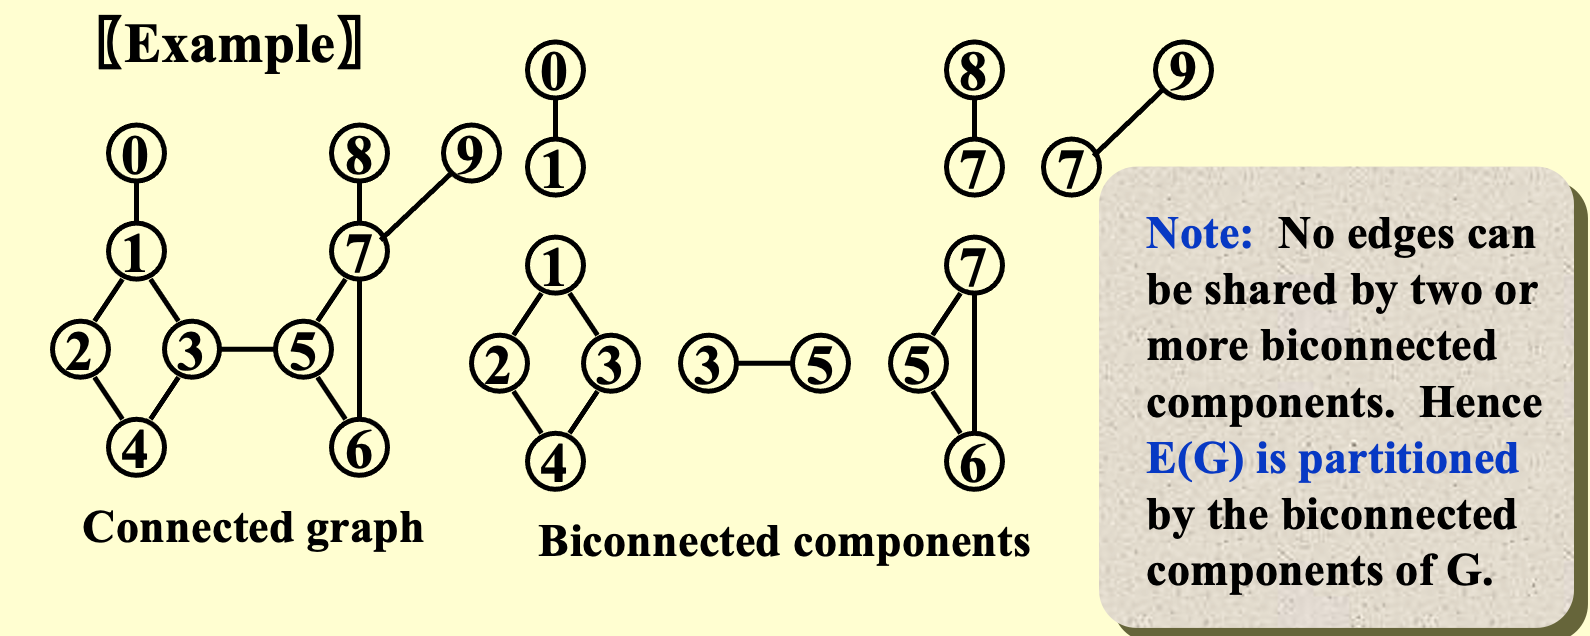 〖Example〗
0
8
9
1
7
2
3
5
4
6
Connected graph
0
1
8
7
9
7
1
2
3
4
3
5
7
5
6
Biconnected components
Note: No edges can
be shared by two or
more biconnected
components. Hence
E(G) is partitioned
by the biconnected
components of G.